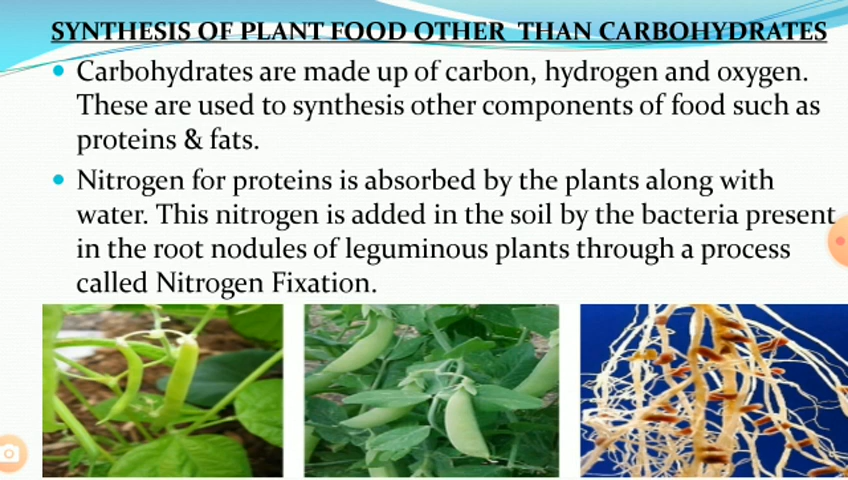 SYNTHESIS OF PLANT FOOD OTHER THAN CARBOHYDRATES
Carbohydrates are made up of carbon, hydrogen and oxygen.
These are used to synthesis other components of food such as
proteins & fats.
Nitrogen for proteins is absorbed by the plants along with
water. This nitrogen is added in the soil by the bacteria present
in the root nodules of leguminous plants through a process
called Nitrogen Fixation.